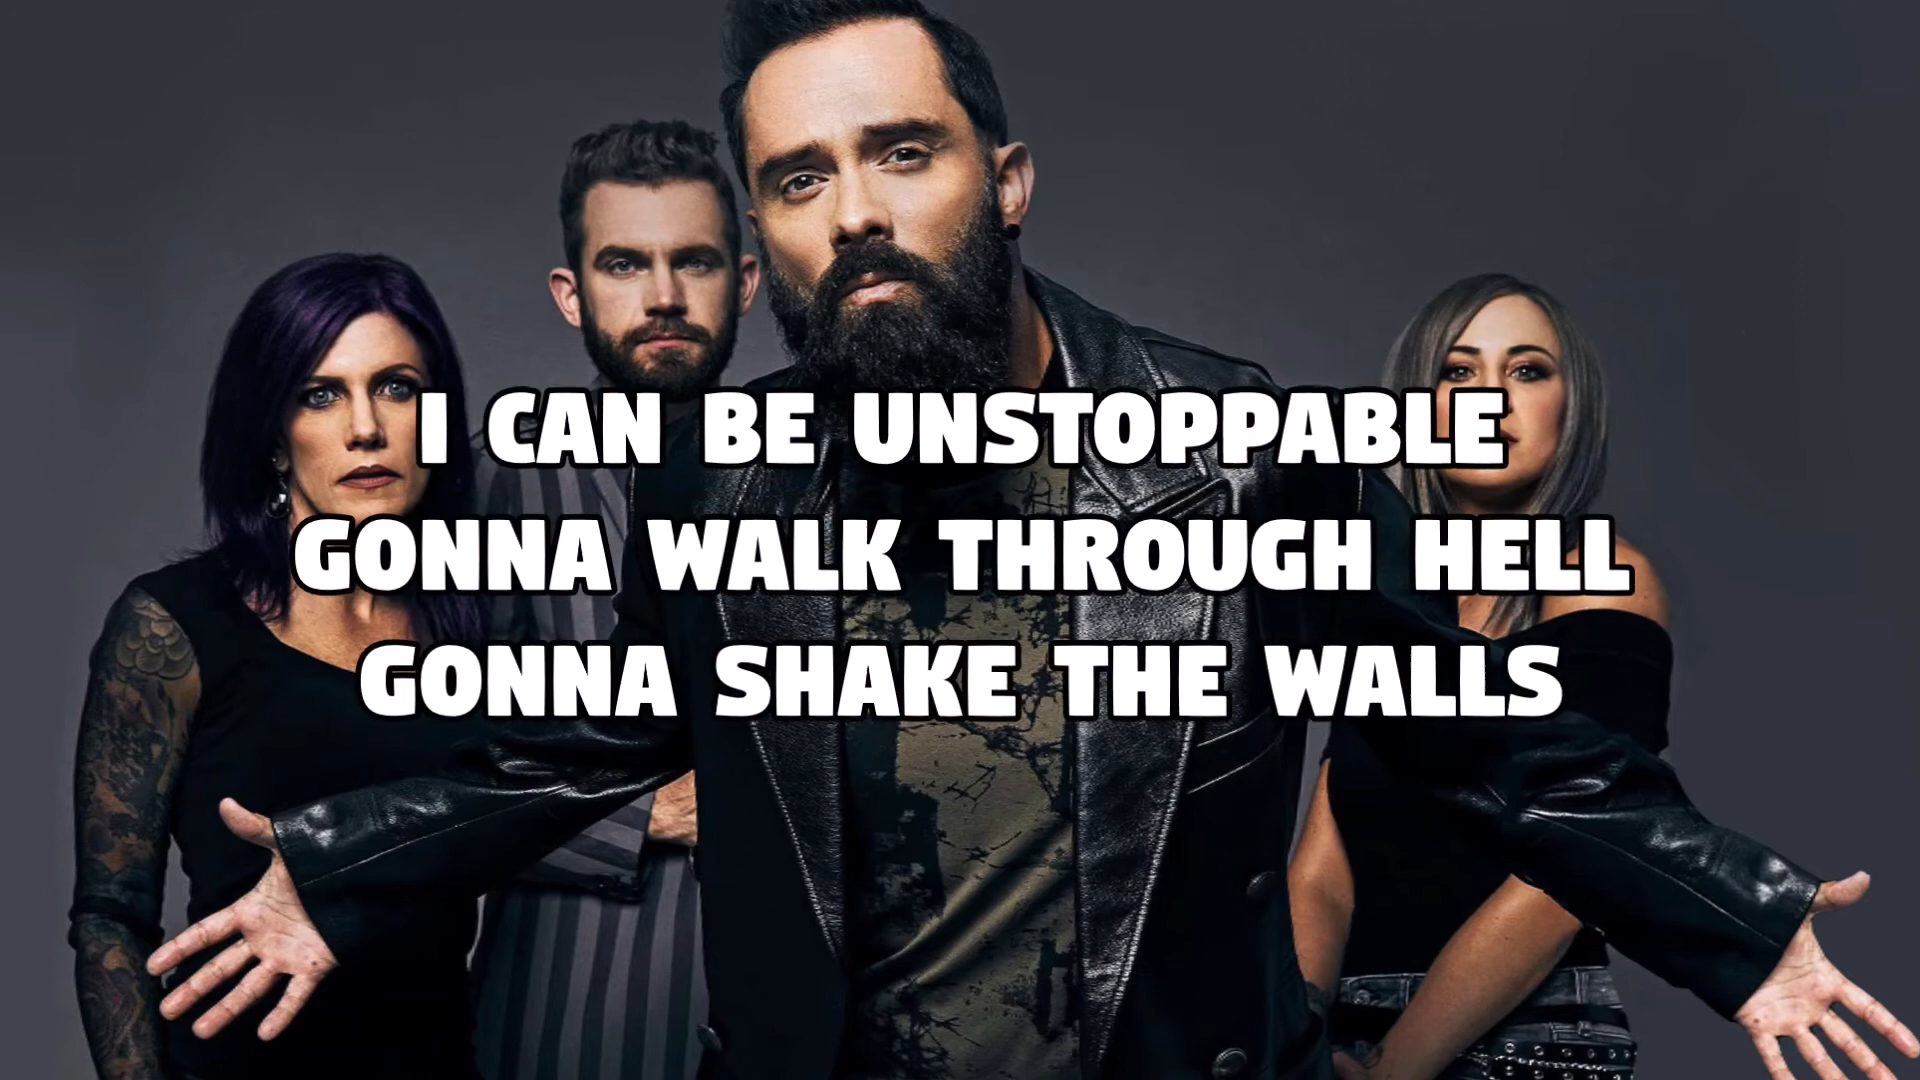 I CAN BE UNSTOPPABLE
GONNA WALK THROUGH HELL
GONNA SHAKE THE WALLS